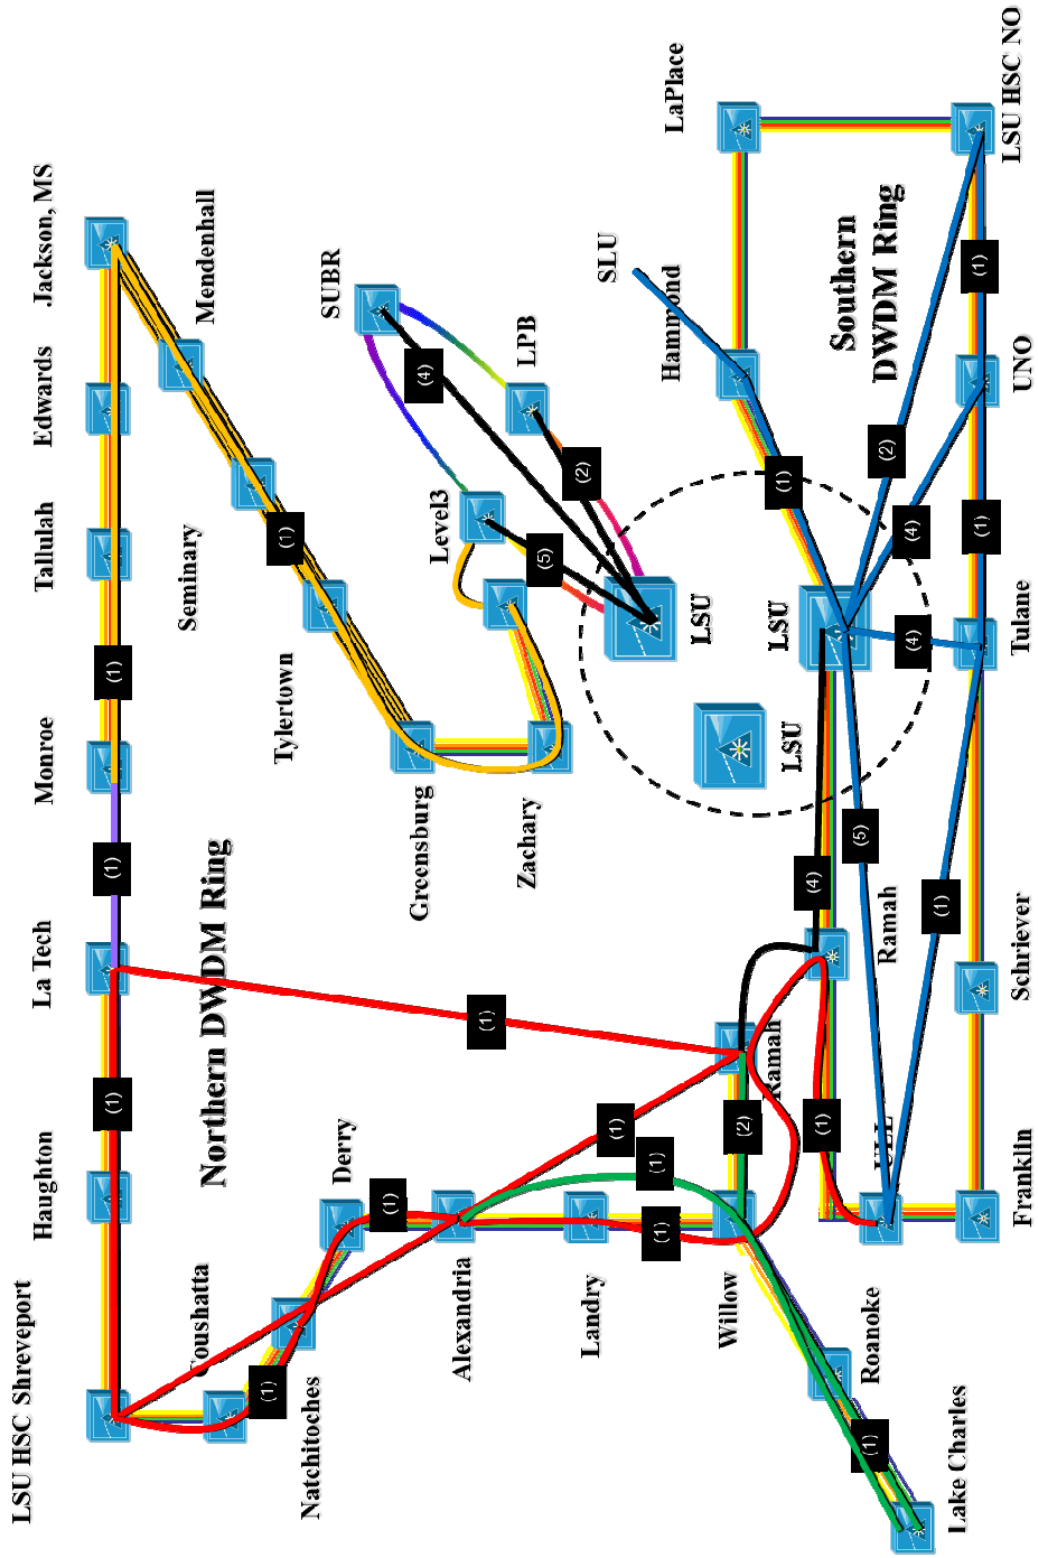 LSU HSC Shreveport
Haughton
La Tech
Monroe
Tallulah
Edwards
Jackson, MS
(1)
(1)
(1)
Coushatta
Northern DWDM Ring
Seminary
Mendenhall
(1)
Natchitoches
Derry
Tylertown
(1)
SUBR
(1)
Alexandria
Greensburg
Level3
(4)
(1)
Zachary
LPB
(5)
(2)
Landry
(1)
(1)
(1)
SLU
Willow
(2)
Ramah
LSU
LSU
LSU
Hammond
LaPlace
(1)
(1)
(4)
Roanoke
(1)
ULL
Ramah
(5)
Southern
DWDM Ring
(2)
(4)
(4)
(1)
Lake Charles
(1)
(1)
Franklin
Schriever
Tulane
UNO
LSU HSC NO